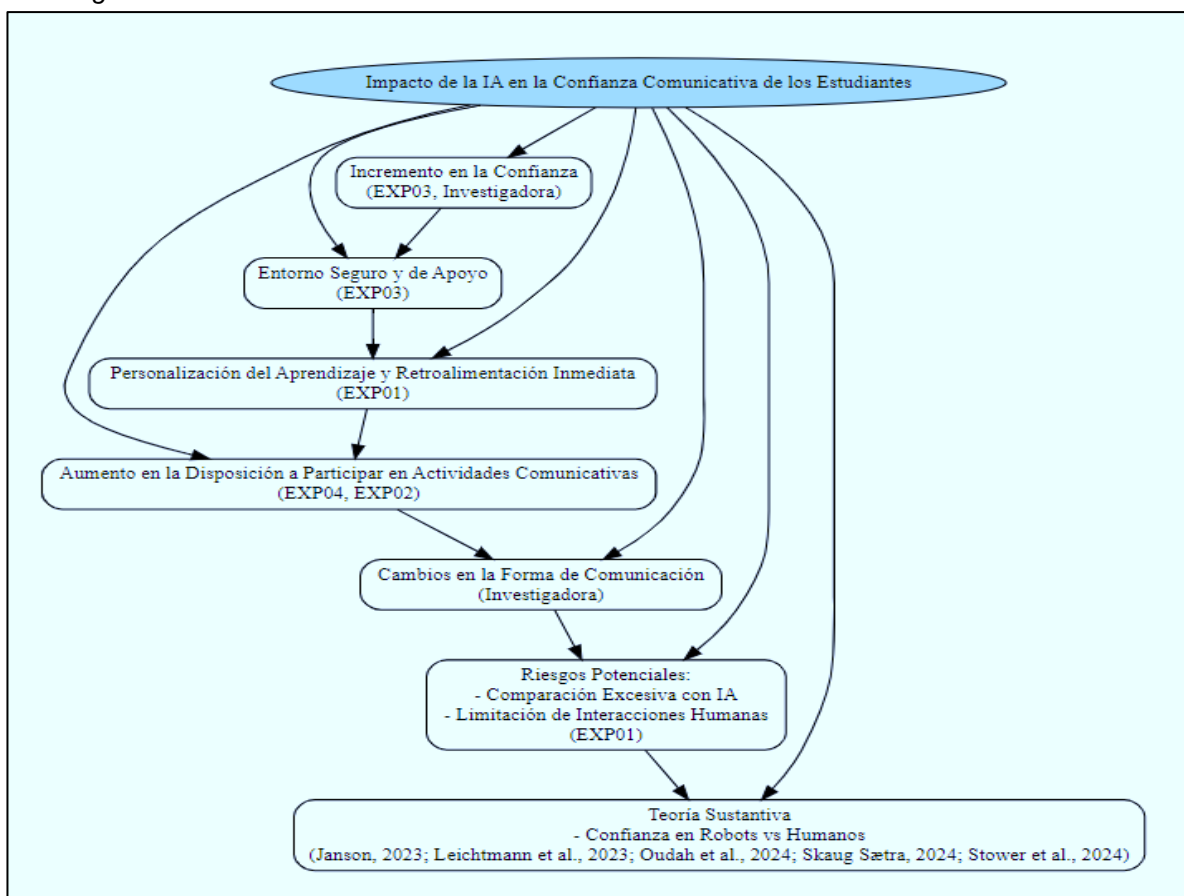 Impacto de la IA en la Confianza Comunicativa de los Estudiantes
Incremento en la Confianza
(EXP03, Investigadora)
Entorno Seguro y de Apoyo
(EXP03)
Personalización del Aprendizaje y Retroalimentación Inmediata
(EXP01)
Aumento en la Disposición a Participar en Actividades Comunicativas
(EXP04, EXP02)
Cambios en la Forma de Comunicación
(Investigadora)
Riesgos Potenciales:
- Comparación Excesiva con IA
- Limitación de Interacciones Humanas
(EXP01)
Teoría Sustantiva
- Confianza en Robots vs Humanos
(Janson, 2023; Leichtmann et al., 2023; Oudah et al., 2024; Skaug Sætra, 2024; Stower et al., 2024)